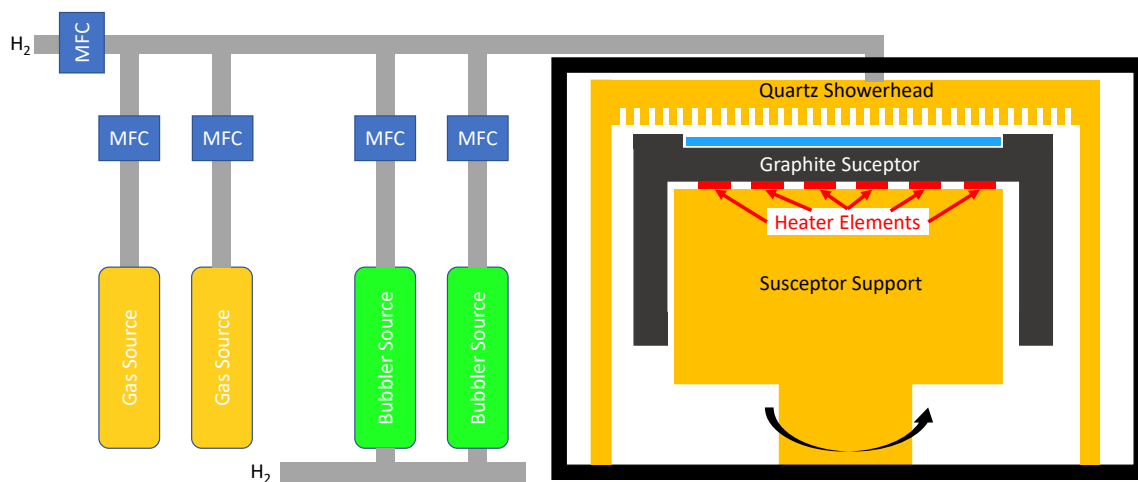 H2
MFC
MFC
MFC
MFC
MFC
Gas Source
Gas Source
Bubbler Source
Bubbler Source
H2
Quartz Showerhead
Graphite Suceptor
Heater Elements
Susceptor Support